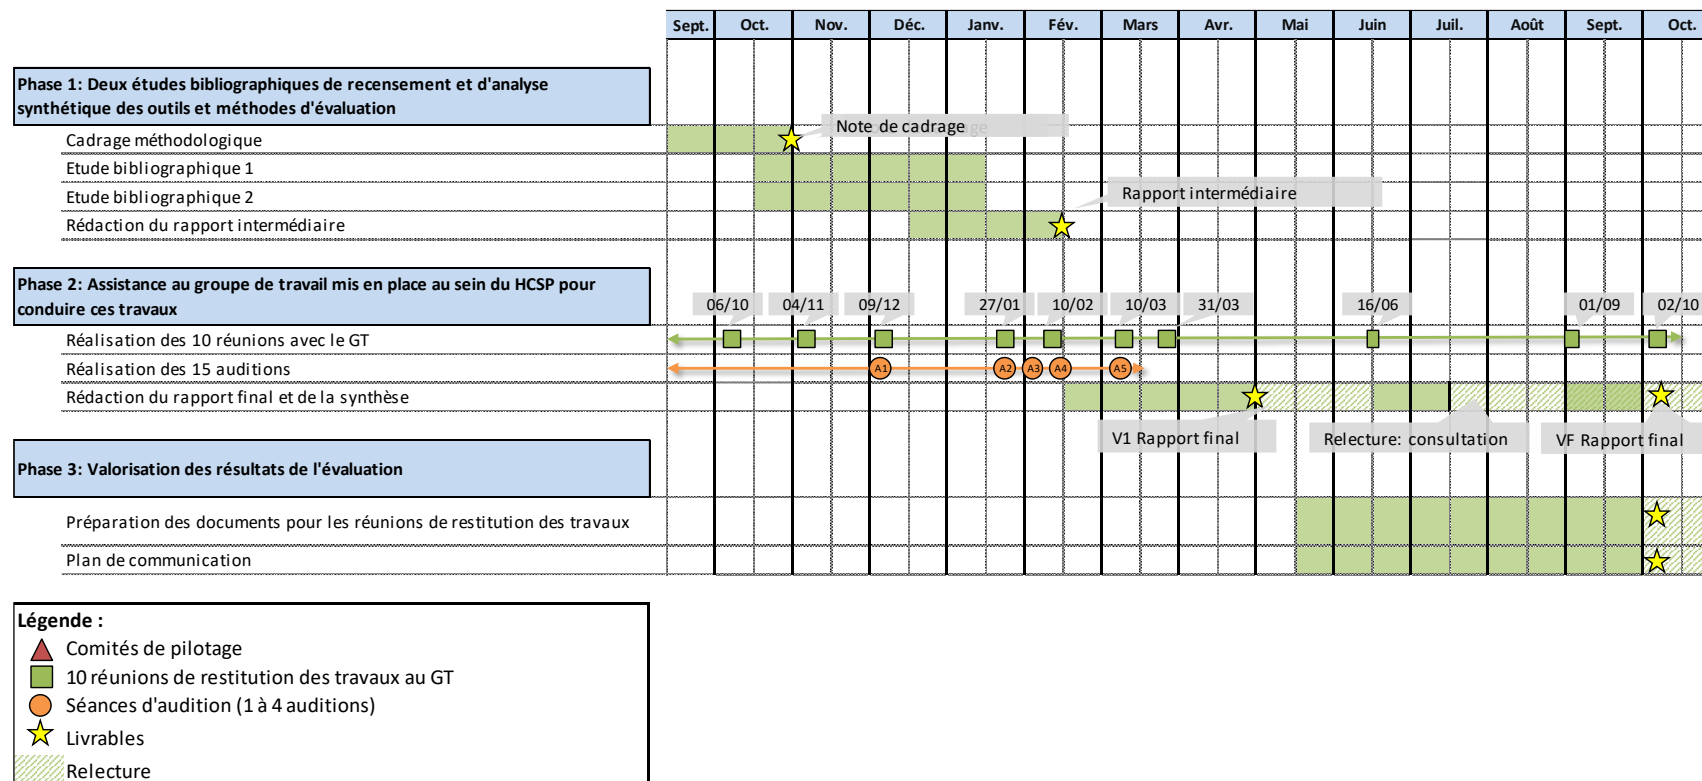 Sept. Oct. Nov. Déc. Janv. Fév. Mars Avr. Mai Juin Juil. Août Sept. Oct.
Phase 1: Deux études bibliographiques de recensement et d'analyse
synthétique des outils et méthodes d'évaluation
Cadrage méthodologique
Note de cadrage
Etude bibliographique 1
Etude bibliographique 2
Rapport intermédiaire
Rédaction du rapport intermédiaire
Phase 2: Assistance au groupe de travail mis en place au sein du HCSP pour
conduire ces travaux
06/10 04/11 09/12 27/01 10/02 10/03 31/03 16/06 01/09 02/10
Réalisation des 10 réunions avec le GT
Réalisation des 15 auditions
A1 A2 A3 A4 A5
Rédaction du rapport final et de la synthèse
V1 Rapport final
Relecture: consultation
VF Rapport final
Phase 3: Valorisation des résultats de l'évaluation
Préparation des documents pour les réunions de restitution des travaux
Plan de communication
Légende :
Comités de pilotage
10 réunions de restitution des travaux au GT
Séances d'audition (1 à 4 auditions)
Livrables
Relecture